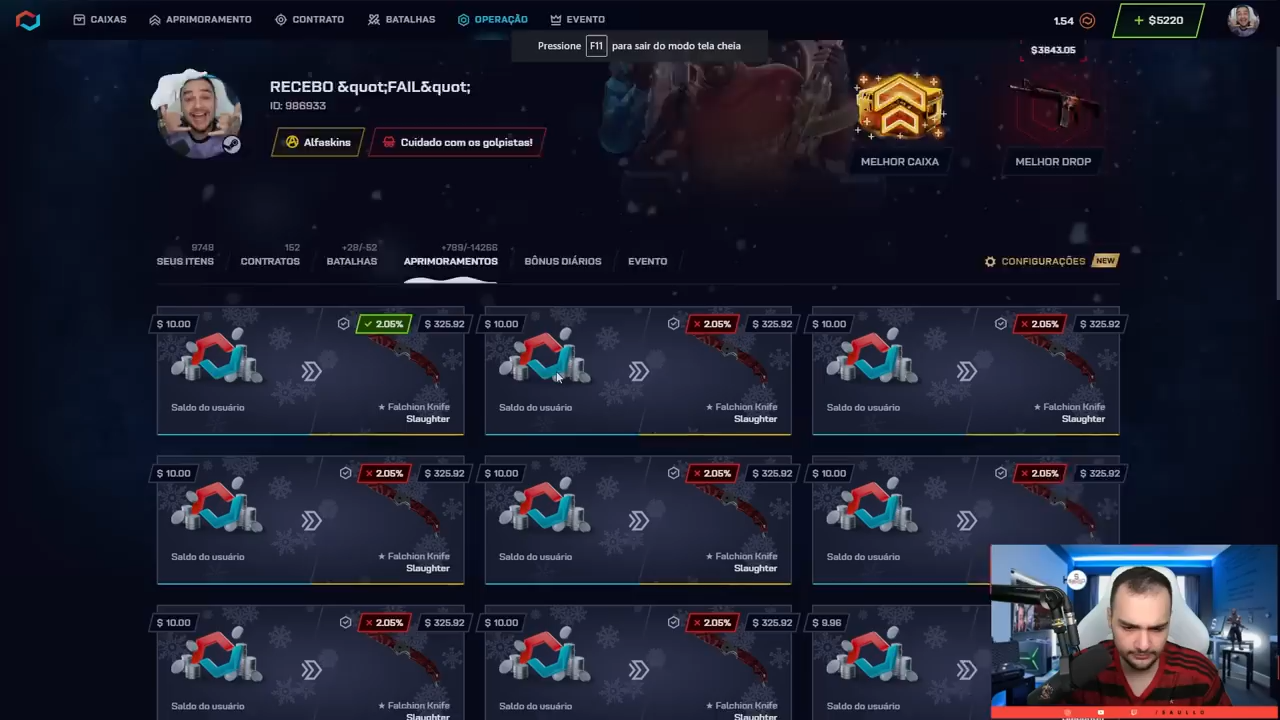 CAIXAS
APRIMORAMENTO
CONTRATO
BATALHAS
OPERAÇÃO
EVENTO
1.54
+ $5220
Pressione F11 para sair do modo tela cheia
$3643.05
RECEBO &quot;FAIL&quot;
ID: 986933
Alfaskins
Cuidado com os golpistas!
MELHOR CAIXA
MELHOR DROP
9748
SEUS ITENS
152
CONTRATOS
+28/-52
BATALHAS
+789/-14266
APRIMORAMENTOS
BÔNUS DIÁRIOS
EVENTO
CONFIGURAÇÕES NEW
$ 10.00
2.05%
$ 325.92
Saldo do usuário
★ Falchion Knife
Slaughter
$ 10.00
2.05%
$ 325.92
Saldo do usuário
★ Falchion Knife
Slaughter
$ 10.00
2.05%
$ 325.92
Saldo do usuário
★ Falchion Knife
Slaughter
$ 10.00
2.05%
$ 325.92
Saldo do usuário
★ Falchion Knife
Slaughter
$ 10.00
2.05%
$ 325.92
Saldo do usuário
★ Falchion Knife
Slaughter
$ 10.00
2.05%
$ 325.92
Saldo do usuário
$ 10.00
2.05%
$ 325.92
Saldo do usuário
★ Falchion Knife
Slaughter
$ 10.00
2.05%
$ 325.92
Saldo do usuário
★ Falchion Knife
Slaughter
$ 9.96
Saldo do usuário
/SAULLO